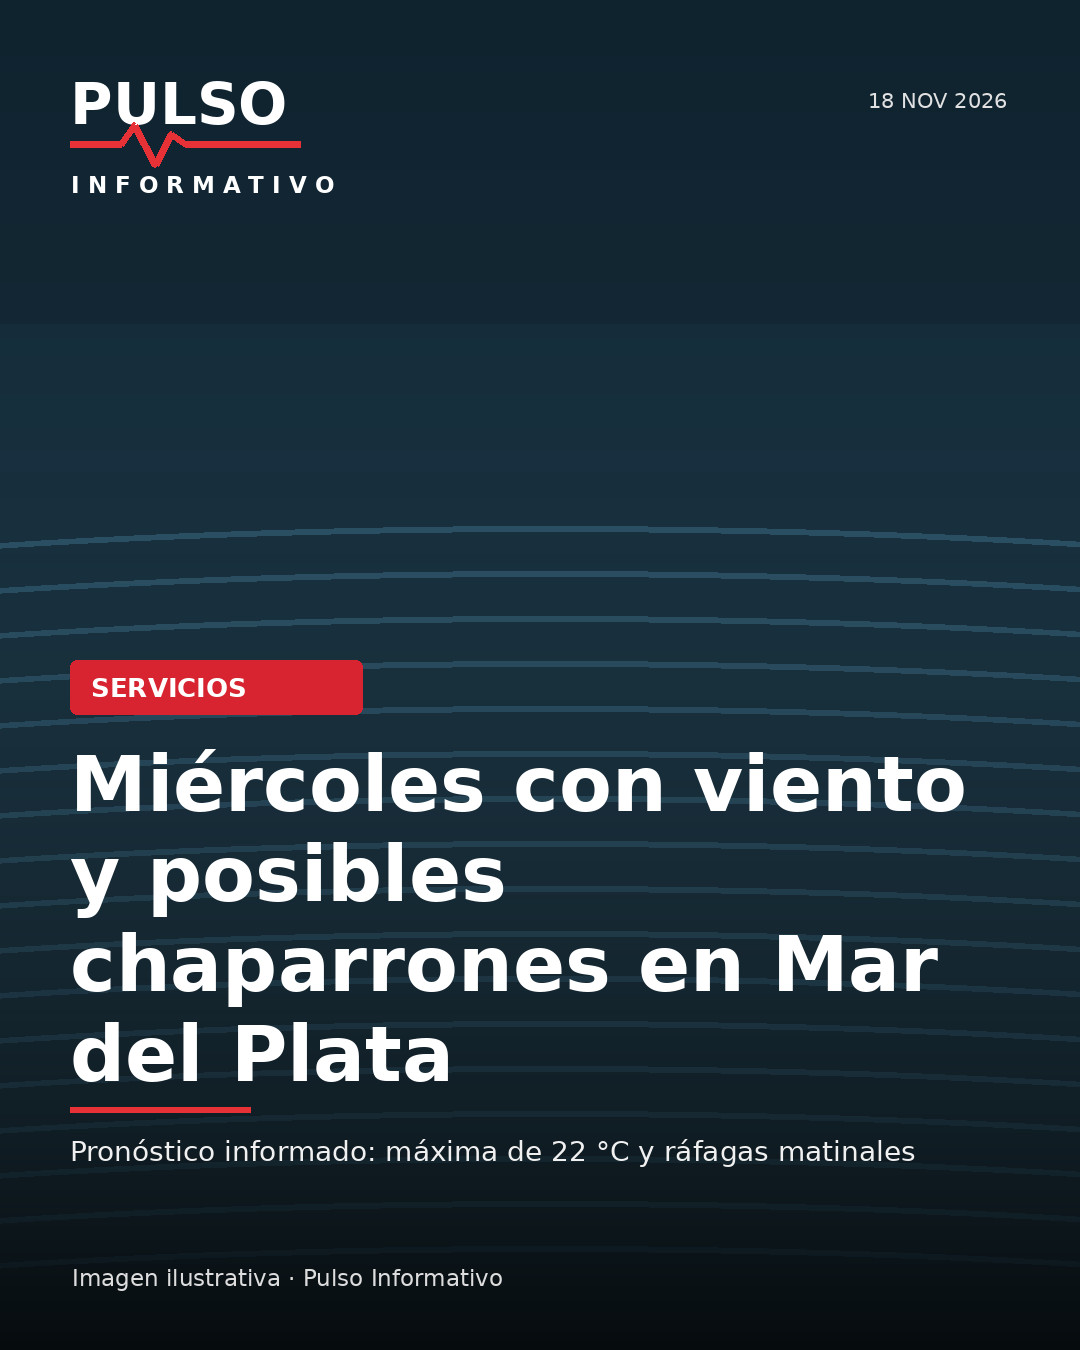 PULSO
INFORMATIVO
18 NOV 2026
SERVICIOS
Miércoles con viento
y posibles
chaparrones en Mar
del Plata
Pronóstico informado: máxima de 22 °C y ráfagas matinales
Imagen ilustrativa · Pulso Informativo